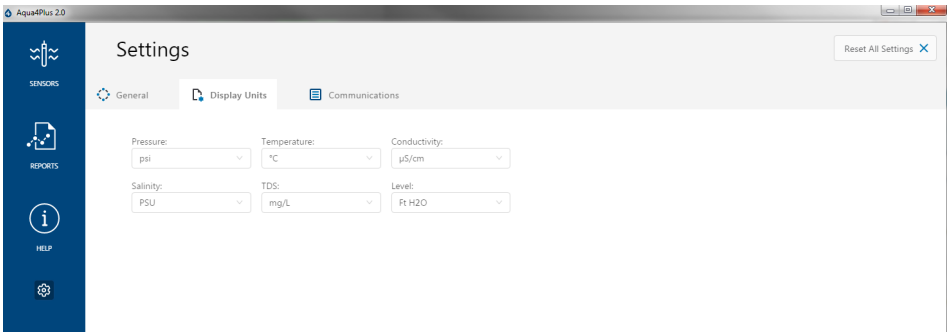 Aqua4Plus 2.0
SENSORS
REPORTS
HELP
Settings
Reset All Settings
General
Display Units
Communications
Pressure: Temperature: Conductivity:
psi °C µS/cm
Salinity: TDS: Level:
PSU mg/L Ft H2O